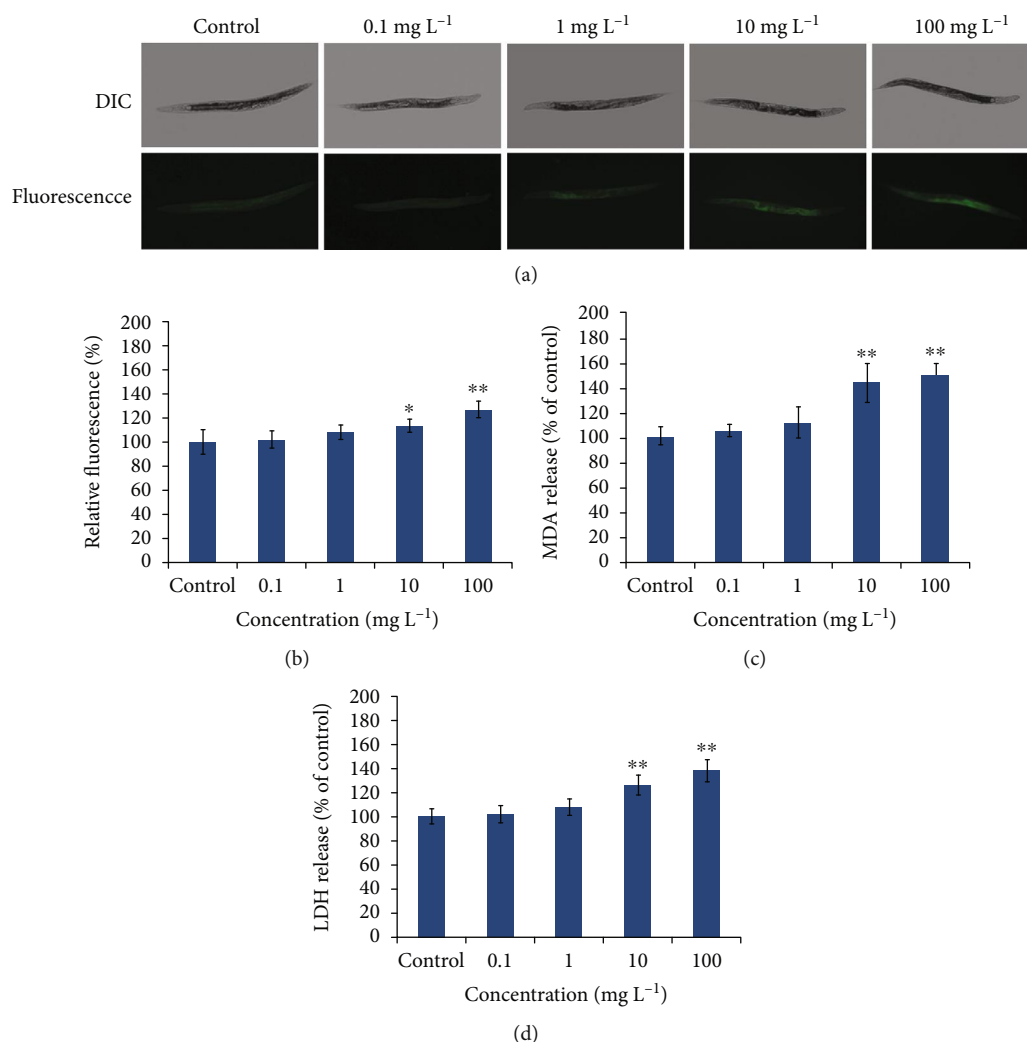 Control 0.1 mg L⁻¹ 1 mg L⁻¹ 10 mg L⁻¹ 100 mg L⁻¹
DIC
Fluorescencce
(a)
Relative fluorescence (%)
200
180
160
140
120
100
80
60
40
20
0
* **
Control 0.1 1 10 100
Concentration (mg L⁻¹)
(b)
MDA release (% of control)
200
180
160
140
120
100
80
60
40
20
0
** **
Control 0.1 1 10 100
Concentration (mg L⁻¹)
(c)
LDH release (% of control)
200
180
160
140
120
100
80
60
40
20
0
** **
Control 0.1 1 10 100
Concentration (mg L⁻¹)
(d)